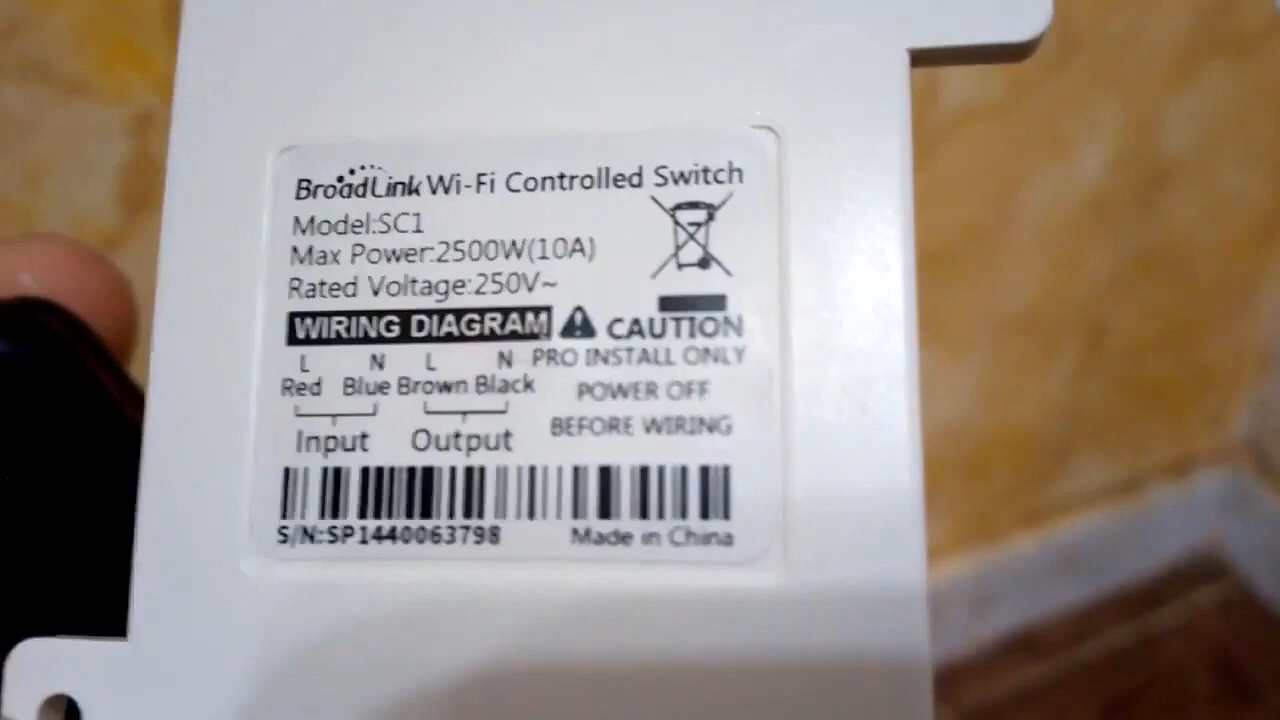 BroadLink Wi-Fi Controlled Switch
Model:SC1
Max Power:2500W(10A)
Rated Voltage:250V~
WIRING DIAGRAM CAUTION
L N L N PRO INSTALL ONLY
Red Blue Brown Black POWER OFF
BEFORE WIRING
Input Output
S/N:SP1440063798 Made in China